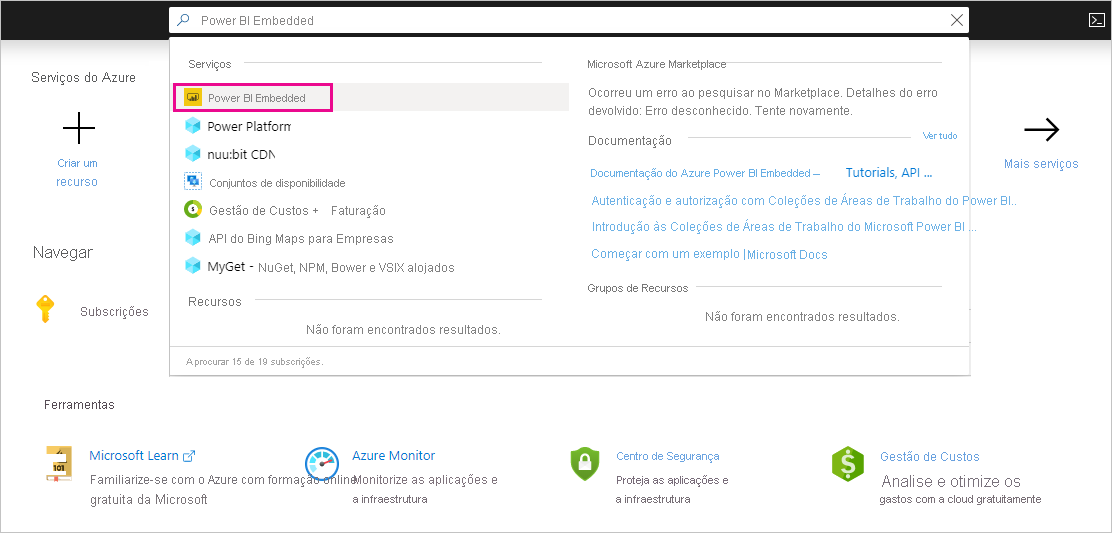 Power BI Embedded
Serviços do Azure
Criar um
recurso
Mais serviços
Serviços
Power BI Embedded
Power Platform
nuu:bit CDN
Conjuntos de disponibilidade
Gestão de Custos + Faturação
API do Bing Maps para Empresas
MyGet - NuGet, NPM, Bower e VSIX alojados
Recursos
Não foram encontrados resultados.
Microsoft Azure Marketplace
Ocorreu um erro ao pesquisar no Marketplace. Detalhes do erro
devolvido: Erro desconhecido. Tente novamente.
Documentação
Ver tudo
Documentação do Azure Power BI Embedded – Tutorials, API ...
Autenticação e autorização com Coleções de Áreas de Trabalho do Power BI..
Introdução às Coleções de Áreas de Trabalho do Microsoft Power BI ...
Começar com um exemplo | Microsoft Docs
Grupos de Recursos
Não foram encontrados resultados.
A procurar 15 de 19 subscrições.
Navegar
Subscrições
Ferramentas
Microsoft Learn
Familiarize-se com o Azure com formação online
gratuita da Microsoft
Azure Monitor
Monitorize as aplicações e
a infraestrutura
Centro de Segurança
Proteja as aplicações e
a infraestrutura
Gestão de Custos
Analise e otimize os
gastos com a cloud gratuitamente